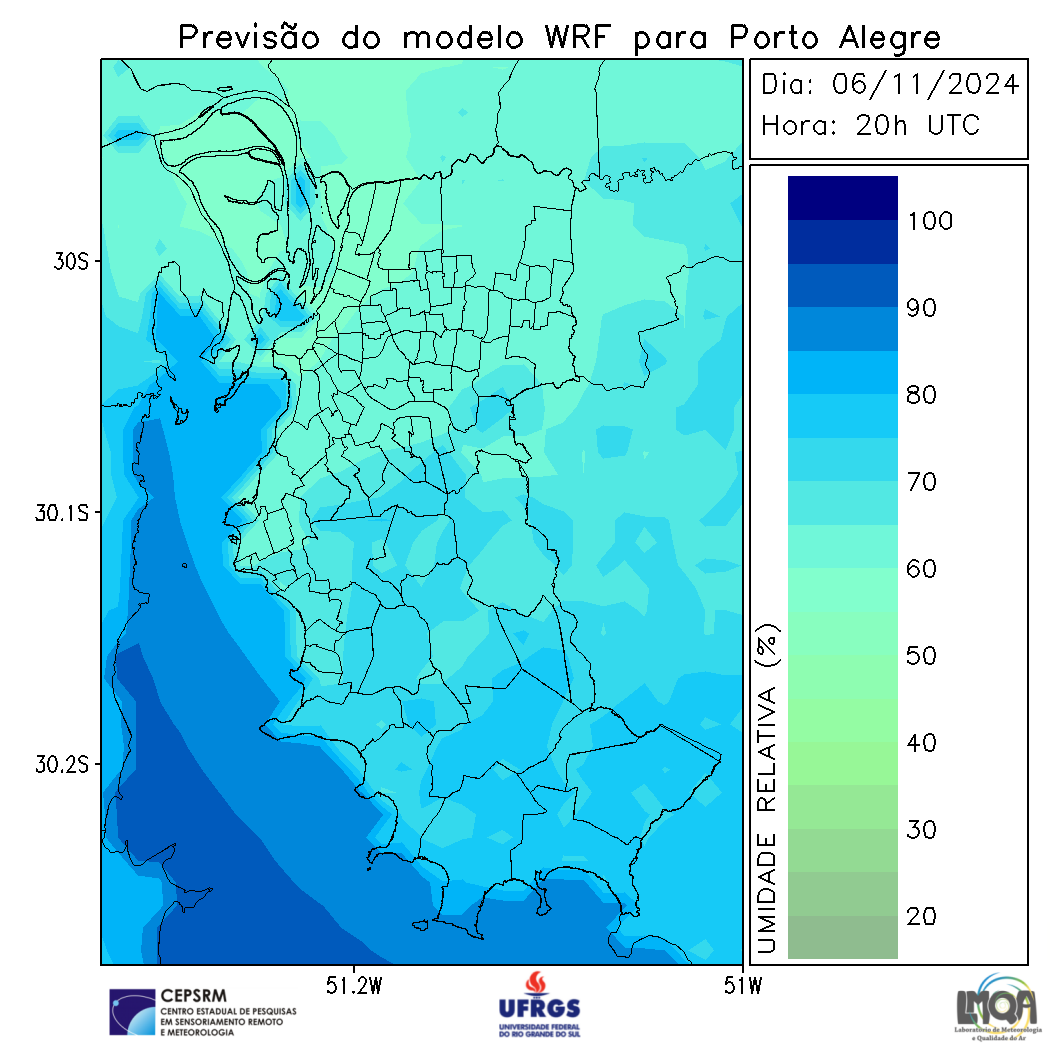 Previsão do modelo WRF para Porto Alegre
Dia: 06/11/2024
Hora: 20h UTC
30S
30.1S
30.2S
51.2W
51W
100
90
80
70
60
50
40
30
20
UMIDADE RELATIVA (%)
CEPSRM
CENTRO ESTADUAL DE PESQUISAS
EM SENSORIAMENTO REMOTO
E METEOROLOGIA
UFRGS
UNIVERSIDADE FEDERAL
DO RIO GRANDE DO SUL
LMQA
Laboratório de Meteorologia
e Qualidade do Ar